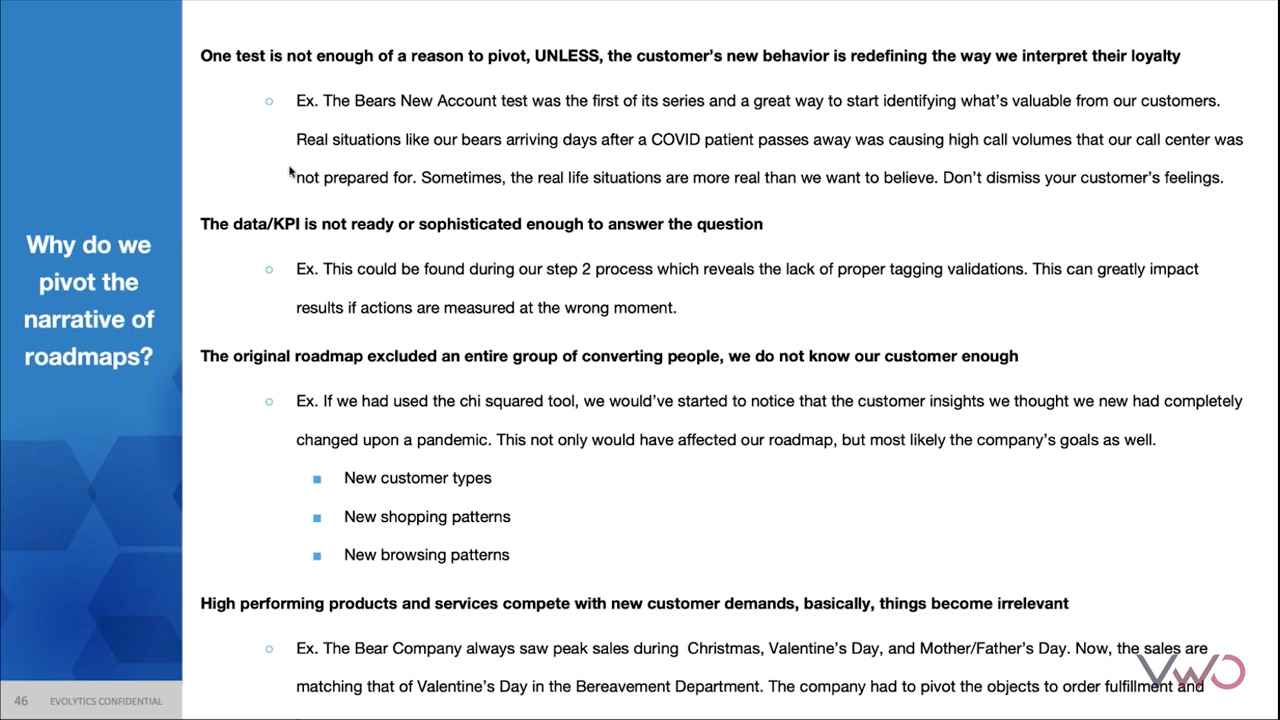 Why do we
pivot the
narrative of
roadmaps?
One test is not enough of a reason to pivot, UNLESS, the customer's new behavior is redefining the way we interpret their loyalty
Ex. The Bears New Account test was the first of its series and a great way to start identifying what's valuable from our customers.
Real situations like our bears arriving days after a COVID patient passes away was causing high call volumes that our call center was
not prepared for. Sometimes, the real life situations are more real than we want to believe. Don't dismiss your customer's feelings.
The data/KPI is not ready or sophisticated enough to answer the question
Ex. This could be found during our step 2 process which reveals the lack of proper tagging validations. This can greatly impact
results if actions are measured at the wrong moment.
The original roadmap excluded an entire group of converting people, we do not know our customer enough
Ex. If we had used the chi squared tool, we would've started to notice that the customer insights we thought we new had completely
changed upon a pandemic. This not only would have affected our roadmap, but most likely the company's goals as well.
New customer types
New shopping patterns
New browsing patterns
High performing products and services compete with new customer demands, basically, things become irrelevant
Ex. The Bear Company always saw peak sales during Christmas, Valentine's Day, and Mother/Father's Day. Now, the sales are
matching that of Valentine's Day in the Bereavement Department. The company had to pivot the objects to order fulfillment and
VWO
46 EVOLYTICS CONFIDENTIAL